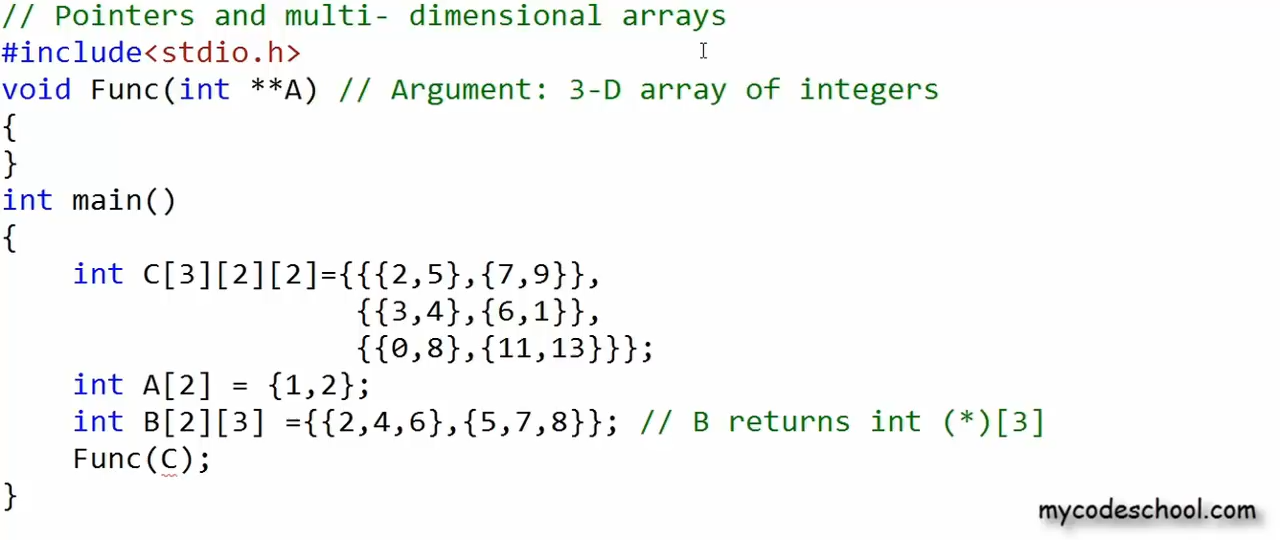 // Pointers and multi- dimensional arrays
#include<stdio.h>
void Func(int **A) // Argument: 3-D array of integers
{
}
int main()
{
    int C[3][2][2]={{{2,5},{7,9}},
                    {{3,4},{6,1}},
                    {{0,8},{11,13}}};
    int A[2] = {1,2};
    int B[2][3] ={{2,4,6},{5,7,8}}; // B returns int (*)[3]
    Func(C);
}
mycodeschool.com